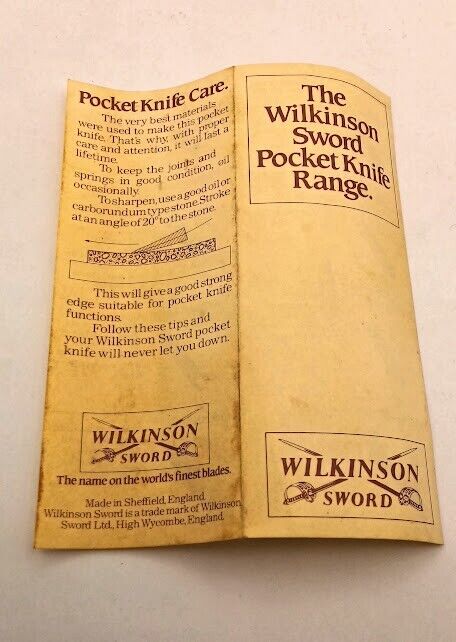 Pocket Knife Care.
The very best materials
were used to make this pocket
knife. That's why, with proper
care and attention, it will last a
lifetime.
To keep the joints and
springs in good condition, oil
occasionally.
To sharpen, use a good oil or
carborundum type stone. Stroke
at an angle of 20° to the stone.
This will give a good strong
edge suitable for pocket knife
functions.
Follow these tips and
your Wilkinson Sword pocket
knife will never let you down.
WILKINSON
SWORD
The name on the world's finest blades.
Made in Sheffield, England.
Wilkinson Sword is a trade mark of Wilkinson
Sword Ltd., High Wycombe, England.
The
Wilkinson
Sword
Pocket Knife
Range.
WILKINSON
SWORD